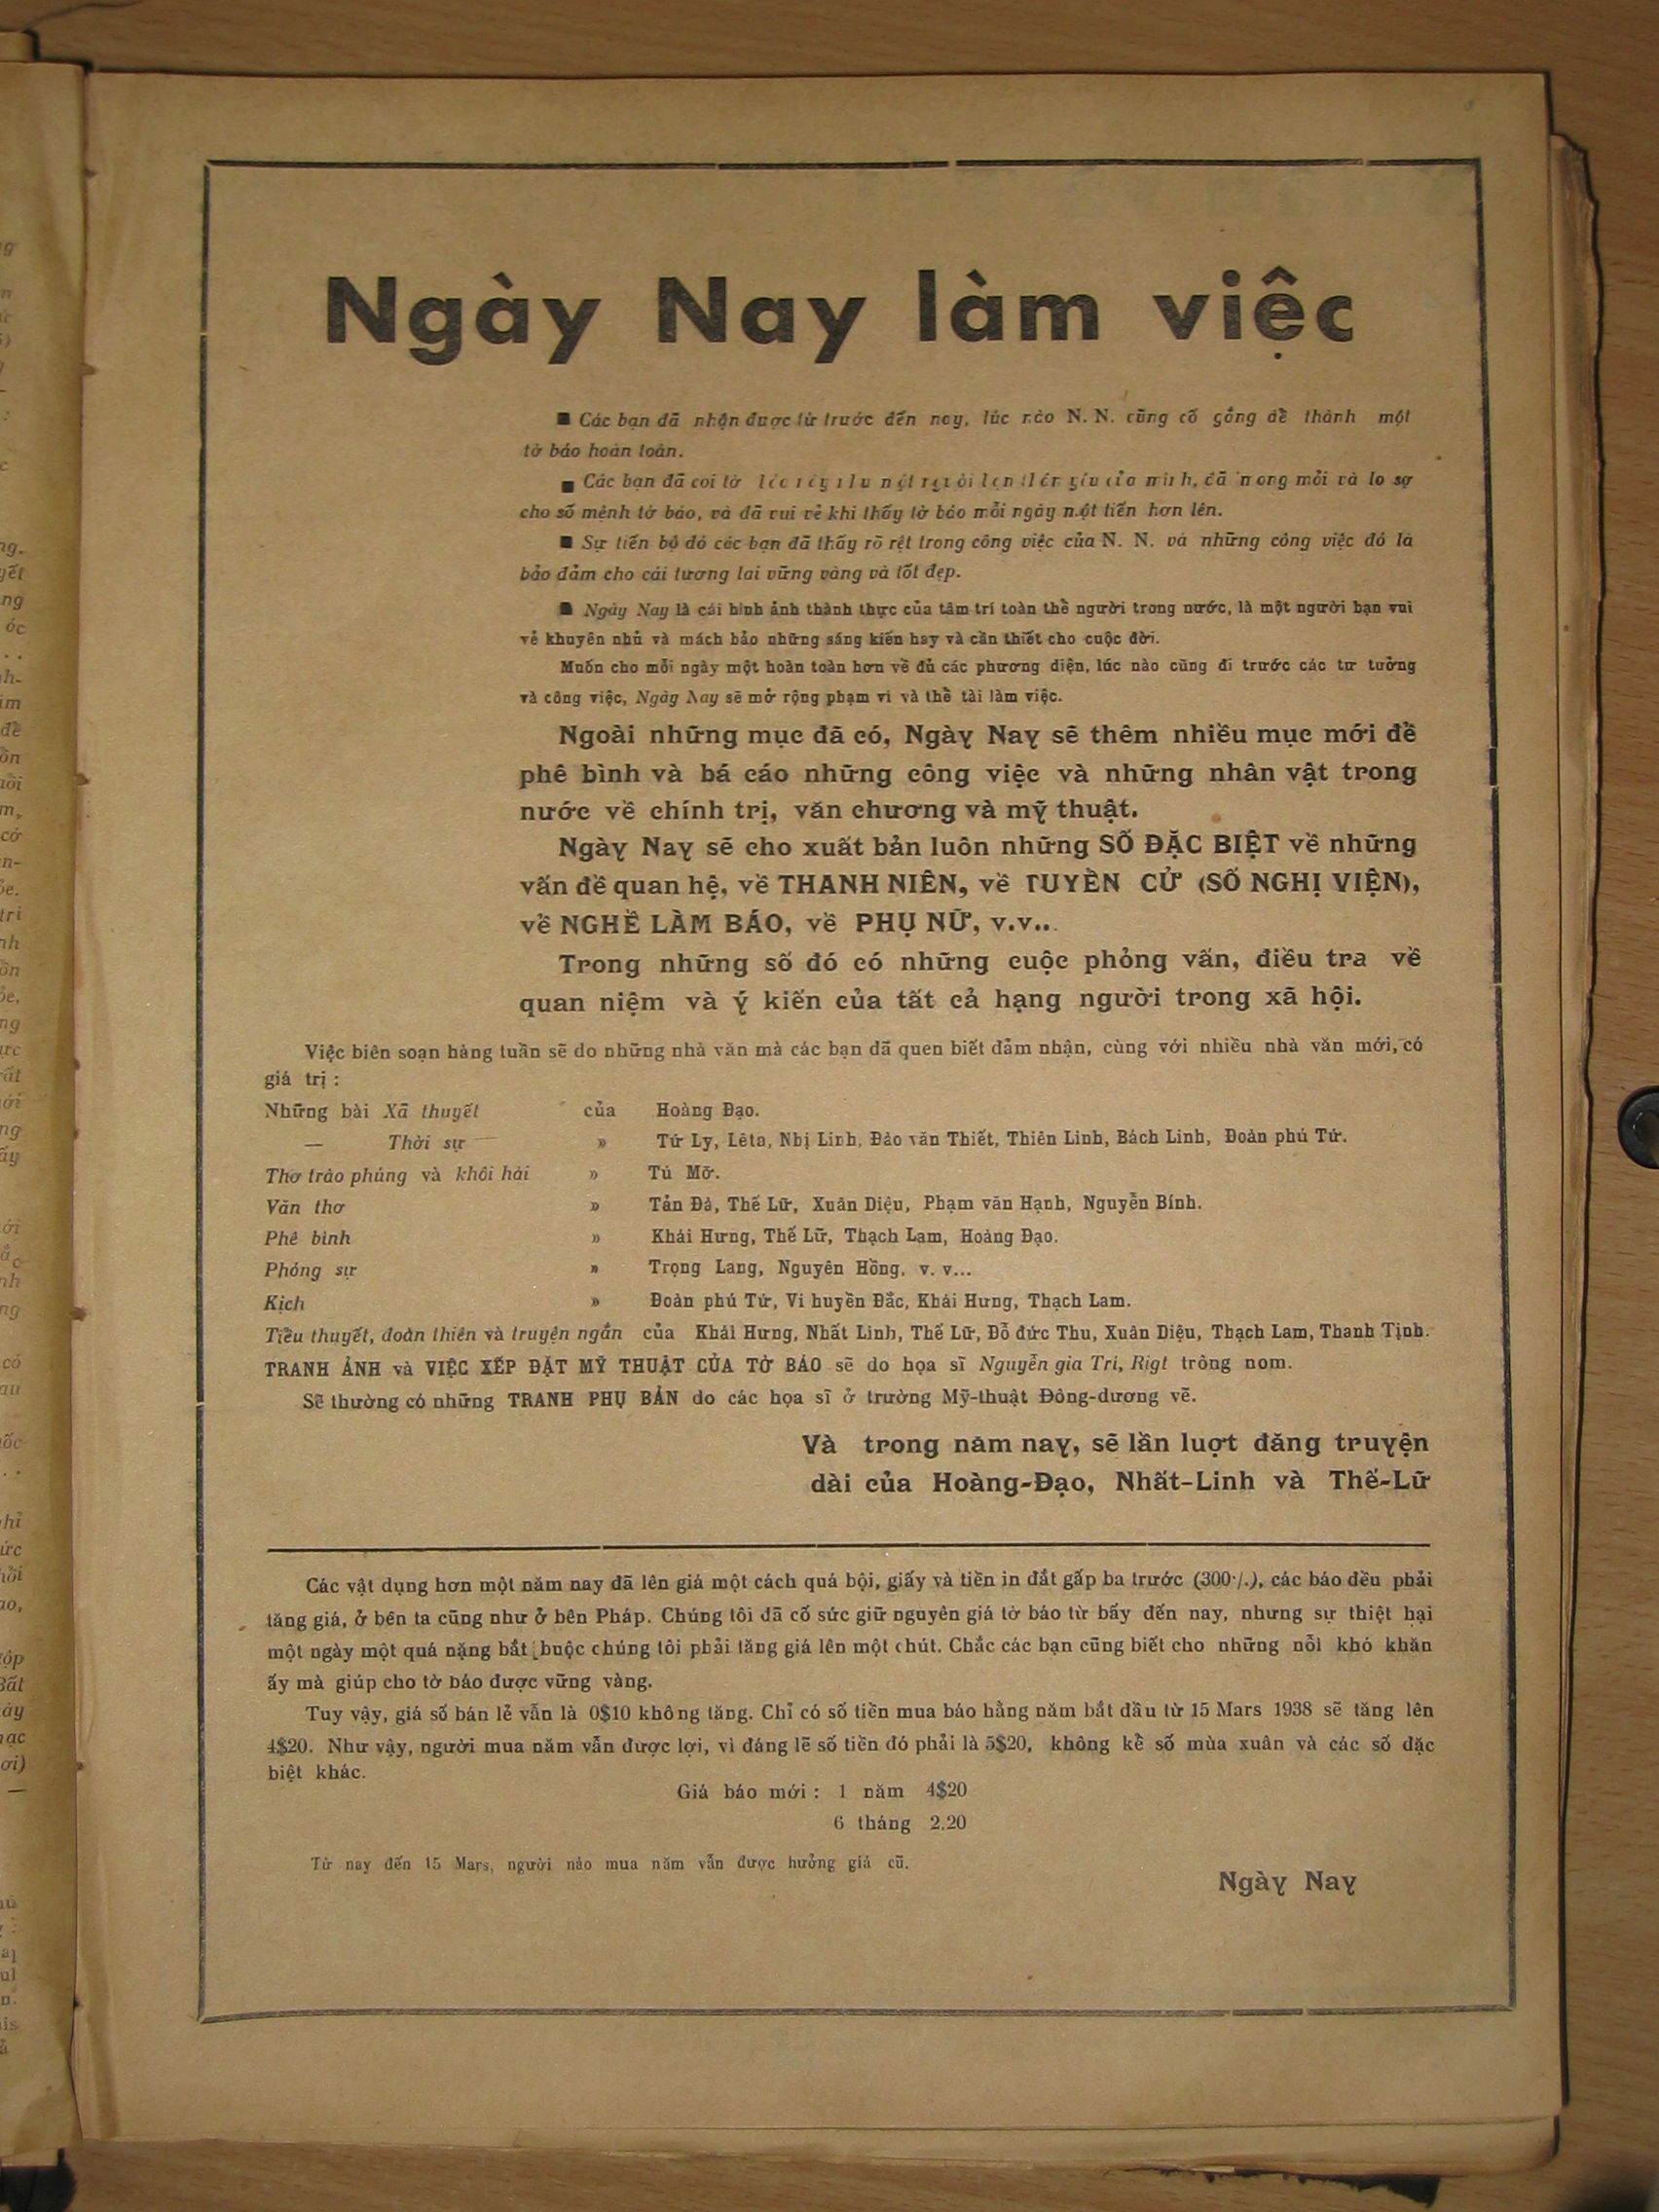 Ngày Nay làm việc
■ Các bạn đã nhận được từ trước đến nay, lúc nào N. N. cũng cố gắng để thành một
tờ báo hoàn toàn.
■ Các bạn đã coi tờ của mình, đã mong mỏi và lo sợ
cho số mệnh tờ báo, và đã vui vẻ khi thấy tờ báo mỗi ngày một tiến hơn lên.
■ Sự tiến bộ đó các bạn đã thấy rõ rệt trong công việc của N. N. và những công việc đó là
bảo đảm cho cái tương lai vững vàng và tốt đẹp.
■ Ngày Nay là cái hình ảnh thành thực của tâm trí toàn thể người trong nước, là một người bạn vui
vẻ khuyên nhủ và mách bảo những sáng kiến hay và cần thiết cho cuộc đời.
Muốn cho mỗi ngày một hoàn toàn hơn về đủ các phương diện, lúc nào cũng đi trước các tư tưởng
và công việc, Ngày Nay sẽ mở rộng phạm vi và thể tài làm việc.
Ngoài những mục đã có, Ngày Nay sẽ thêm nhiều mục mới để
phê bình và bá cáo những công việc và những nhân vật trong
nước về chính trị, văn chương và mỹ thuật.
Ngày Nay sẽ cho xuất bản luôn những SỐ ĐẶC BIỆT về những
vấn đề quan hệ, về THANH NIÊN, về TUYỂN CỬ (SỐ NGHỊ VIỆN),
về NGHỀ LÀM BÁO, về PHỤ NỮ, v.v...
Trong những số đó có những cuộc phỏng vấn, điều tra về
quan niệm và ý kiến của tất cả hạng người trong xã hội.
Việc biên soạn hàng tuần sẽ do những nhà văn mà các bạn đã quen biết đảm nhận, cùng với nhiều nhà văn mới, có
giá trị :
Những bài Xã thuyết của Hoàng Đạo.
— Thời sự » Tứ Ly, Lêta, Nhị Linh, Đào văn Thiết, Thiên Linh, Bách Linh, Đoàn phú Tứ.
Thơ trào phúng và khôi hài » Tú Mỡ.
Văn thơ » Tản Đà, Thế Lữ, Xuân Diệu, Phạm văn Hạnh, Nguyễn Bính.
Phê bình » Khái Hưng, Thế Lữ, Thạch Lam, Hoàng Đạo.
Phóng sự » Trọng Lang, Nguyên Hồng, v. v...
Kịch » Đoàn phú Tứ, Vi huyền Đắc, Khái Hưng, Thạch Lam.
Tiểu thuyết, đoản thiên và truyện ngắn của Khái Hưng, Nhất Linh, Thế Lữ, Đỗ đức Thu, Xuân Diệu, Thạch Lam, Thanh Tịnh.
TRANH ẢNH và VIỆC XẾP ĐẶT MỸ THUẬT CỦA TỜ BÁO sẽ do họa sĩ Nguyễn gia Trí, Rigt trông nom.
Sẽ thường có những TRANH PHỤ BẢN do các họa sĩ ở trường Mỹ-thuật Đông-dương vẽ.
Và trong năm nay, sẽ lần lượt đăng truyện
dài của Hoàng-Đạo, Nhất-Linh và Thế-Lữ
Các vật dụng hơn một năm nay đã lên giá một cách quá bội, giấy và tiền in đắt gấp ba trước (300·/.), các báo đều phải
tăng giá, ở bên ta cũng như ở bên Pháp. Chúng tôi đã cố sức giữ nguyên giá tờ báo từ bấy đến nay, nhưng sự thiệt hại
một ngày một quá nặng bắt buộc chúng tôi phải tăng giá lên một chút. Chắc các bạn cũng biết cho những nỗi khó khăn
ấy mà giúp cho tờ báo được vững vàng.
Tuy vậy, giá số bán lẻ vẫn là 0$10 không tăng. Chỉ có số tiền mua báo hằng năm bắt đầu từ 15 Mars 1938 sẽ tăng lên
4$20. Như vậy, người mua năm vẫn được lợi, vì đáng lẽ số tiền đó phải là 5$20, không kể số mùa xuân và các số đặc
biệt khác.
Giá báo mới : 1 năm 4$20
6 tháng 2.20
Từ nay đến 15 Mars, người nào mua năm vẫn được hưởng giá cũ.
Ngày Nay